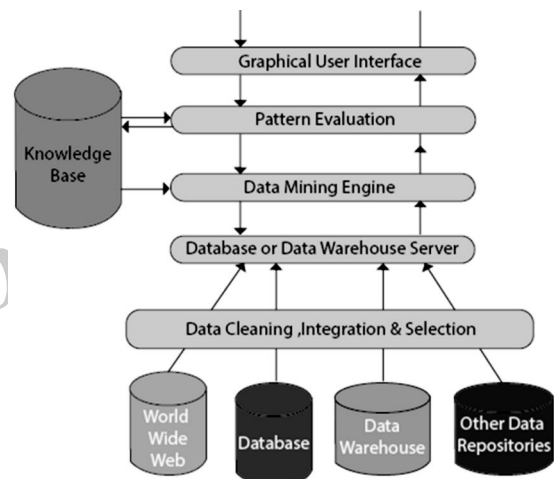 Graphical User Interface
Pattern Evaluation
Knowledge
Base
Data Mining Engine
Database or Data Warehouse Server
Data Cleaning ,Integration & Selection
World
Wide
Web
Database
Data
Warehouse
Other Data
Repositories